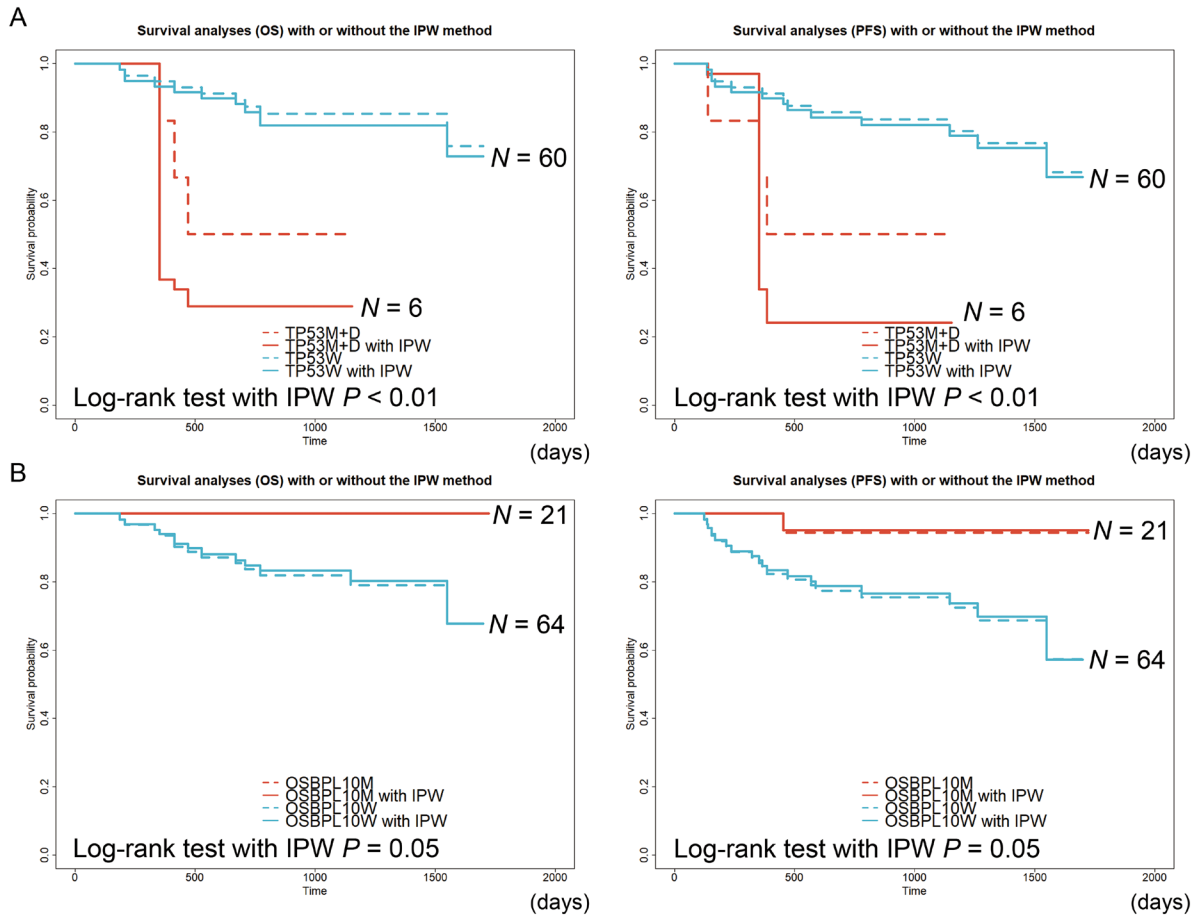 A
Survival analyses (OS) with or without the IPW method
Survival probability
1.0
0.8
0.6
0.4
0.2
0.0
N = 60
N = 6
TP53M+D
TP53M+D with IPW
TP53W
TP53W with IPW
Log-rank test with IPW P < 0.01
0 500 1000 1500 2000
Time
(days)
Survival analyses (PFS) with or without the IPW method
Survival probability
1.0
0.8
0.6
0.4
0.2
0.0
N = 60
N = 6
TP53M+D
TP53M+D with IPW
TP53W
TP53W with IPW
Log-rank test with IPW P < 0.01
0 500 1000 1500 2000
Time
(days)
B
Survival analyses (OS) with or without the IPW method
Survival probability
1.0
0.8
0.6
0.4
0.2
0.0
N = 21
N = 64
OSBPL10M
OSBPL10M with IPW
OSBPL10W
OSBPL10W with IPW
Log-rank test with IPW P = 0.05
0 500 1000 1500 2000
Time
(days)
Survival analyses (PFS) with or without the IPW method
Survival probability
1.0
0.8
0.6
0.4
0.2
0.0
N = 21
N = 64
OSBPL10M
OSBPL10M with IPW
OSBPL10W
OSBPL10W with IPW
Log-rank test with IPW P = 0.05
0 500 1000 1500 2000
Time
(days)